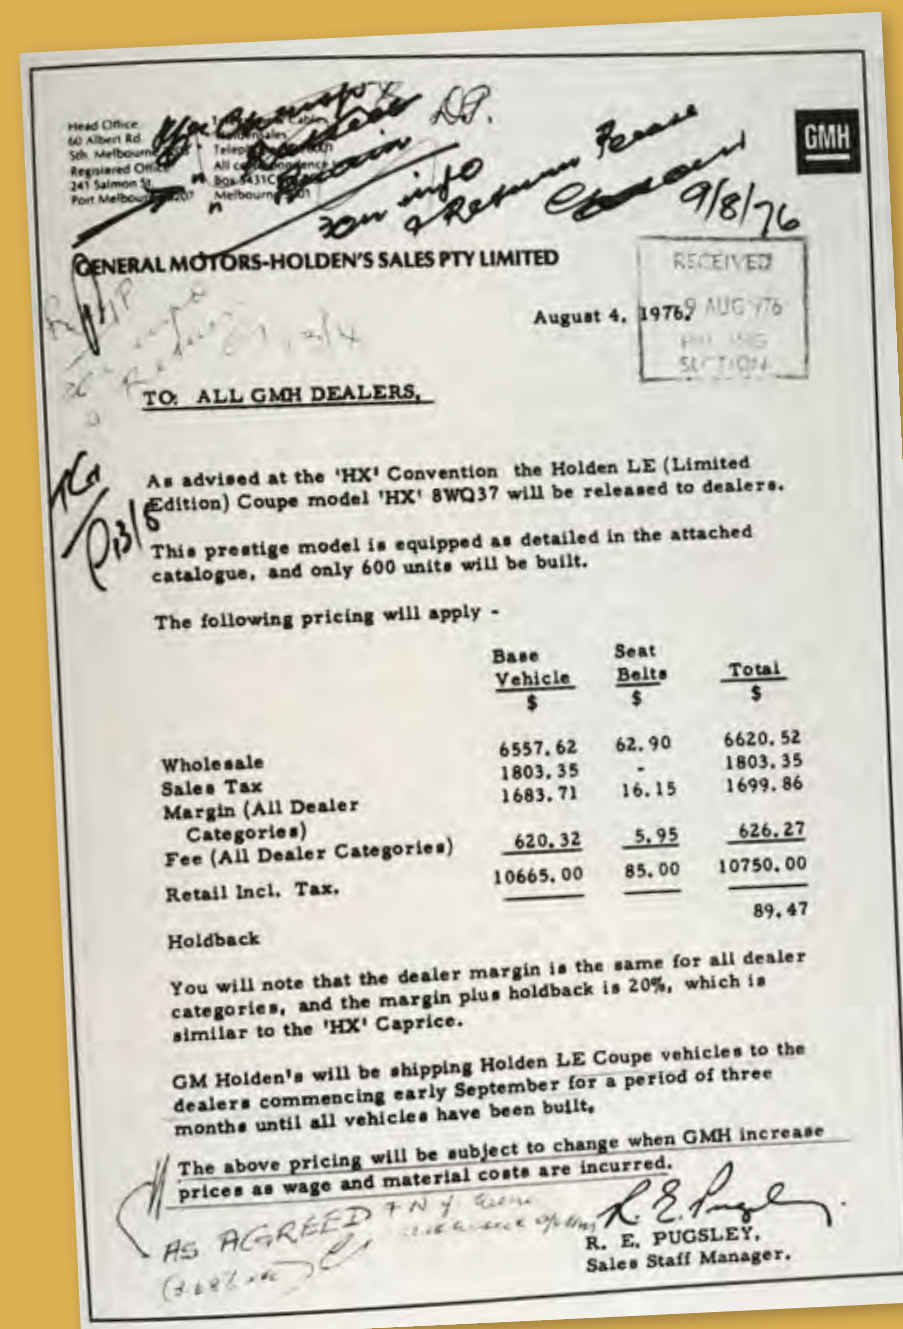 Head Office
60 Albert Rd
Sth. Melbourne
Registered Office
241 Salmon St
Port Melbourne 3207
Melbourne 3001
GMH
For info
& Return Please
9/8/76
GENERAL MOTORS-HOLDEN'S SALES PTY LIMITED
RECEIVED
9 AUG 976
SECTION
August 4, 1976.
TO: ALL GMH DEALERS,
As advised at the 'HX' Convention the Holden LE (Limited
Edition) Coupe model 'HX' 8WQ37 will be released to dealers.
13/8
This prestige model is equipped as detailed in the attached
catalogue, and only 600 units will be built.
The following pricing will apply -
Base Seat
Vehicle Belts Total
$ $ $
Wholesale 6557.62 62.90 6620.52
Sales Tax 1803.35 - 1803.35
Margin (All Dealer 1683.71 16.15 1699.86
Categories)
Fee (All Dealer Categories) 620.32 5.95 626.27
Retail Incl. Tax. 10665.00 85.00 10750.00
Holdback 89.47
You will note that the dealer margin is the same for all dealer
categories, and the margin plus holdback is 20%, which is
similar to the 'HX' Caprice.
GM Holden's will be shipping Holden LE Coupe vehicles to the
dealers commencing early September for a period of three
months until all vehicles have been built.
The above pricing will be subject to change when GMH increase
prices as wage and material costs are incurred.
AS AGREED
R. E. Pugsley.
R. E. PUGSLEY,
Sales Staff Manager.